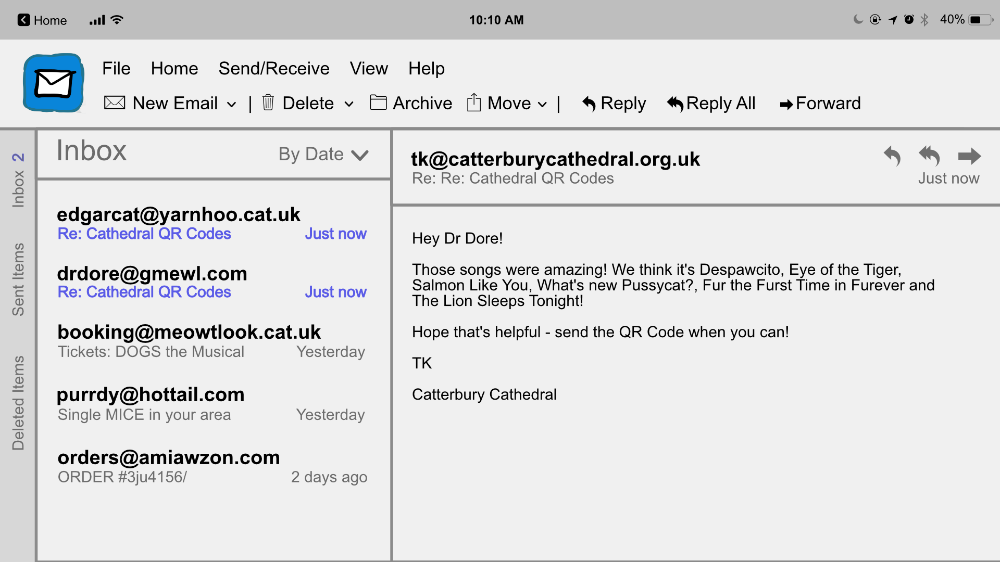 Home
10:10 AM
40%
File Home Send/Receive View Help
New Email | Delete Archive Move | Reply Reply All Forward
Inbox 2
Sent Items
Deleted Items
Inbox By Date
edgarcat@yarnhoo.cat.uk
Re: Cathedral QR Codes Just now
drdore@gmewl.com
Re: Cathedral QR Codes Just now
booking@meowtlook.cat.uk
Tickets: DOGS the Musical Yesterday
purrdy@hottail.com
Single MICE in your area Yesterday
orders@amiawzon.com
ORDER #3ju4156/ 2 days ago
tk@catterburycathedral.org.uk
Re: Re: Cathedral QR Codes Just now
Hey Dr Dore!
Those songs were amazing! We think it's Despawcito, Eye of the Tiger,
Salmon Like You, What's new Pussycat?, Fur the Furst Time in Furever and
The Lion Sleeps Tonight!
Hope that's helpful - send the QR Code when you can!
TK
Catterbury Cathedral